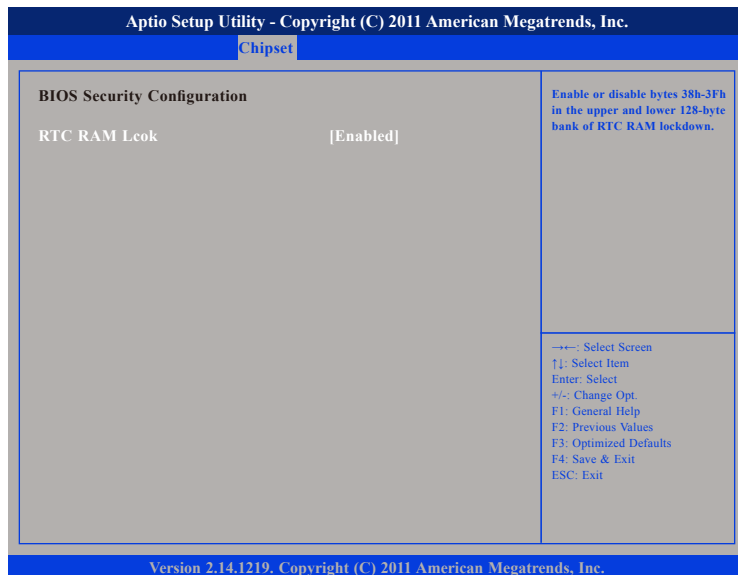 Aptio Setup Utility - Copyright (C) 2011 American Megatrends, Inc.
Chipset
BIOS Security Configuration
RTC RAM Lcok [Enabled]
Enable or disable bytes 38h-3Fh
in the upper and lower 128-byte
bank of RTC RAM lockdown.
→←: Select Screen
↑↓: Select Item
Enter: Select
+/-: Change Opt.
F1: General Help
F2: Previous Values
F3: Optimized Defaults
F4: Save & Exit
ESC: Exit
Version 2.14.1219. Copyright (C) 2011 American Megatrends, Inc.